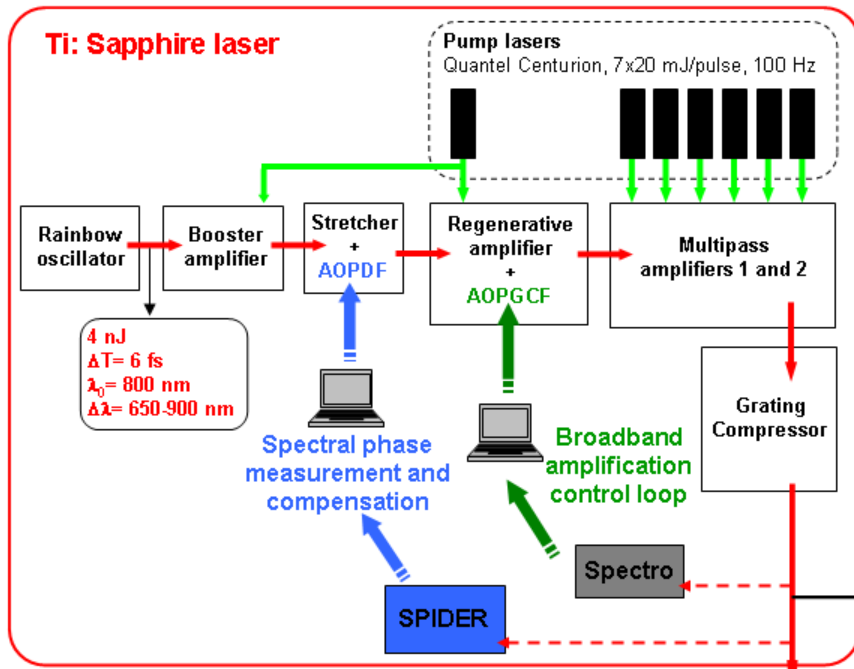 Ti: Sapphire laser
Pump lasers
Quantel Centurion, 7x20 mJ/pulse, 100 Hz
Rainbow
oscillator
Booster
amplifier
Stretcher
+
AOPDF
Regenerative
amplifier
+
AOPGCF
Multipass
amplifiers 1 and 2
4 nJ
ΔT= 6 fs
λ₀= 800 nm
Δλ= 650-900 nm
Grating
Compressor
Spectral phase
measurement and
compensation
Broadband
amplification
control loop
Spectro
SPIDER